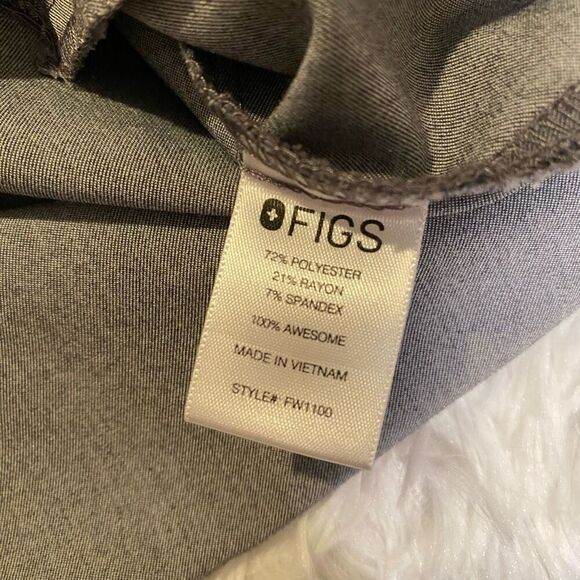 FIGS
72% POLYESTER
21% RAYON
7% SPANDEX
100% AWESOME
MADE IN VIETNAM
STYLE# FW1100